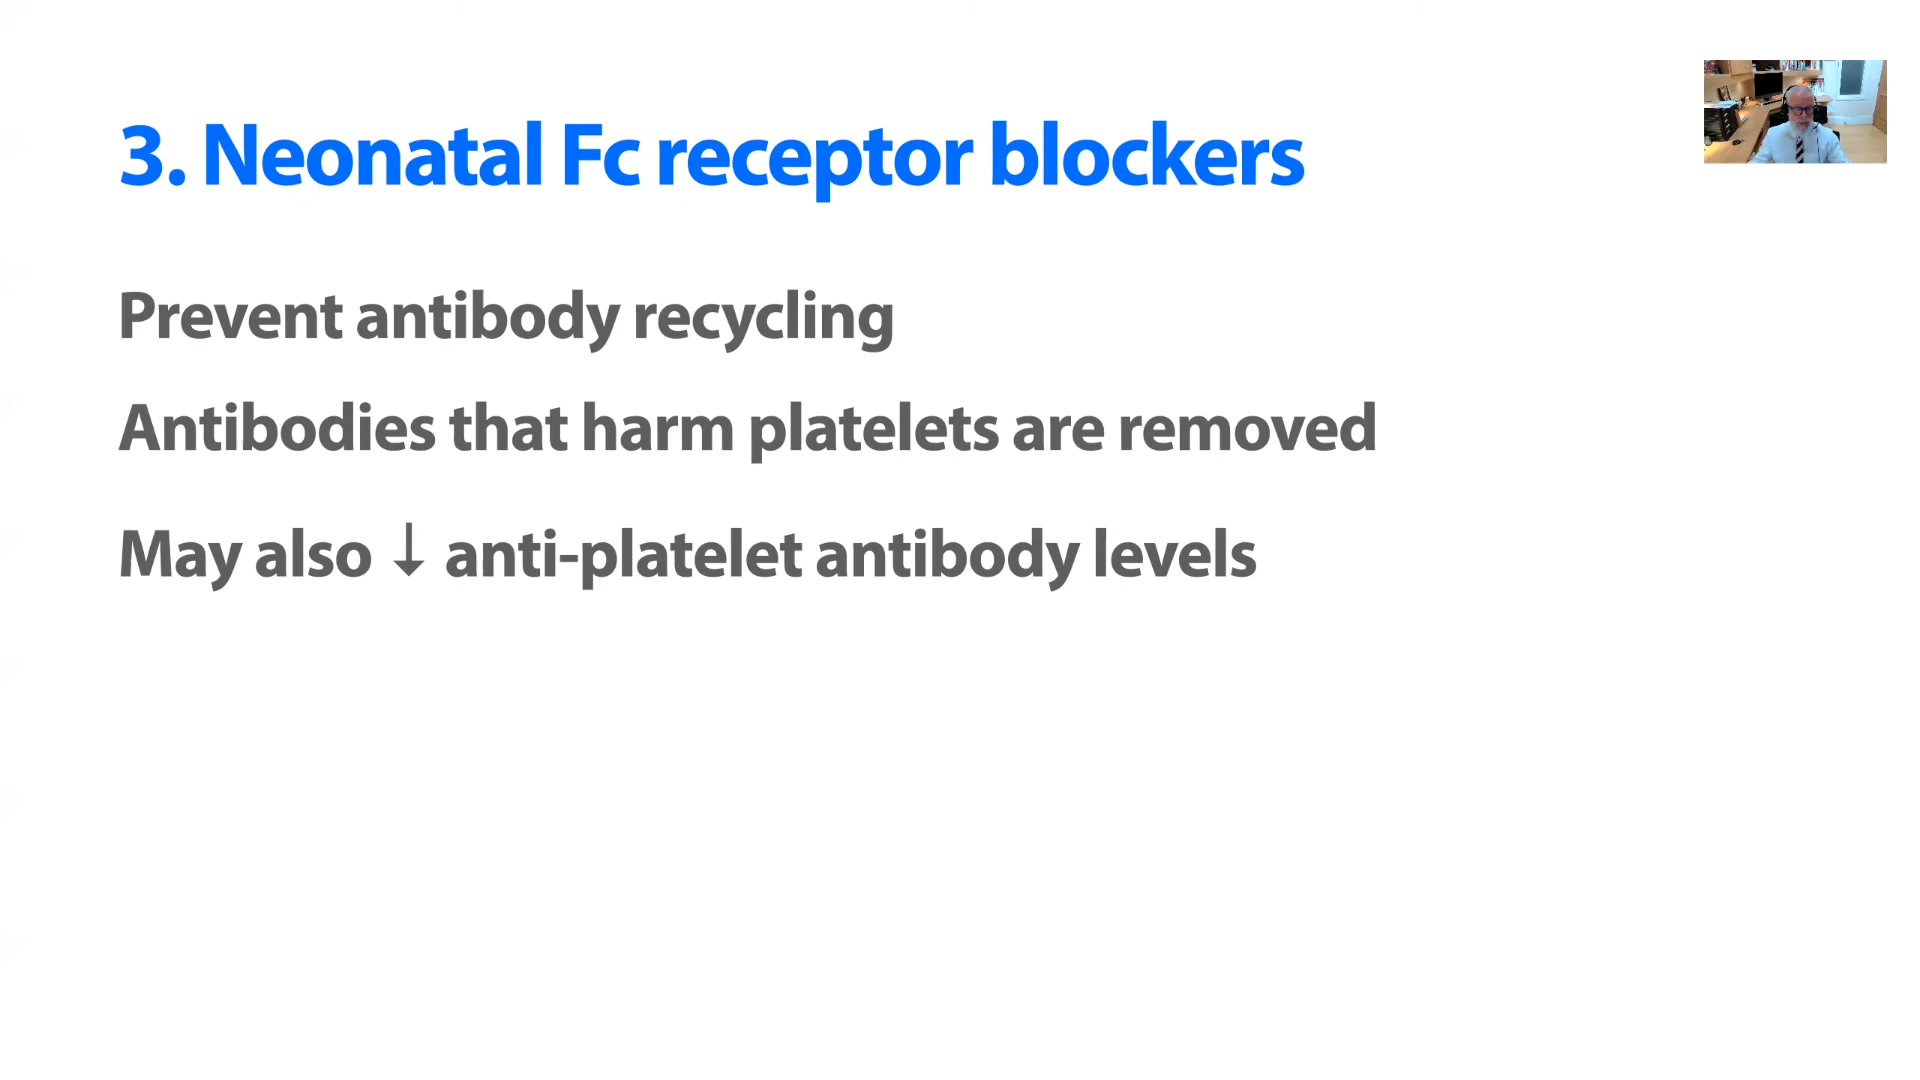 3. Neonatal Fc receptor blockers
Prevent antibody recycling
Antibodies that harm platelets are removed
May also ↓ anti-platelet antibody levels